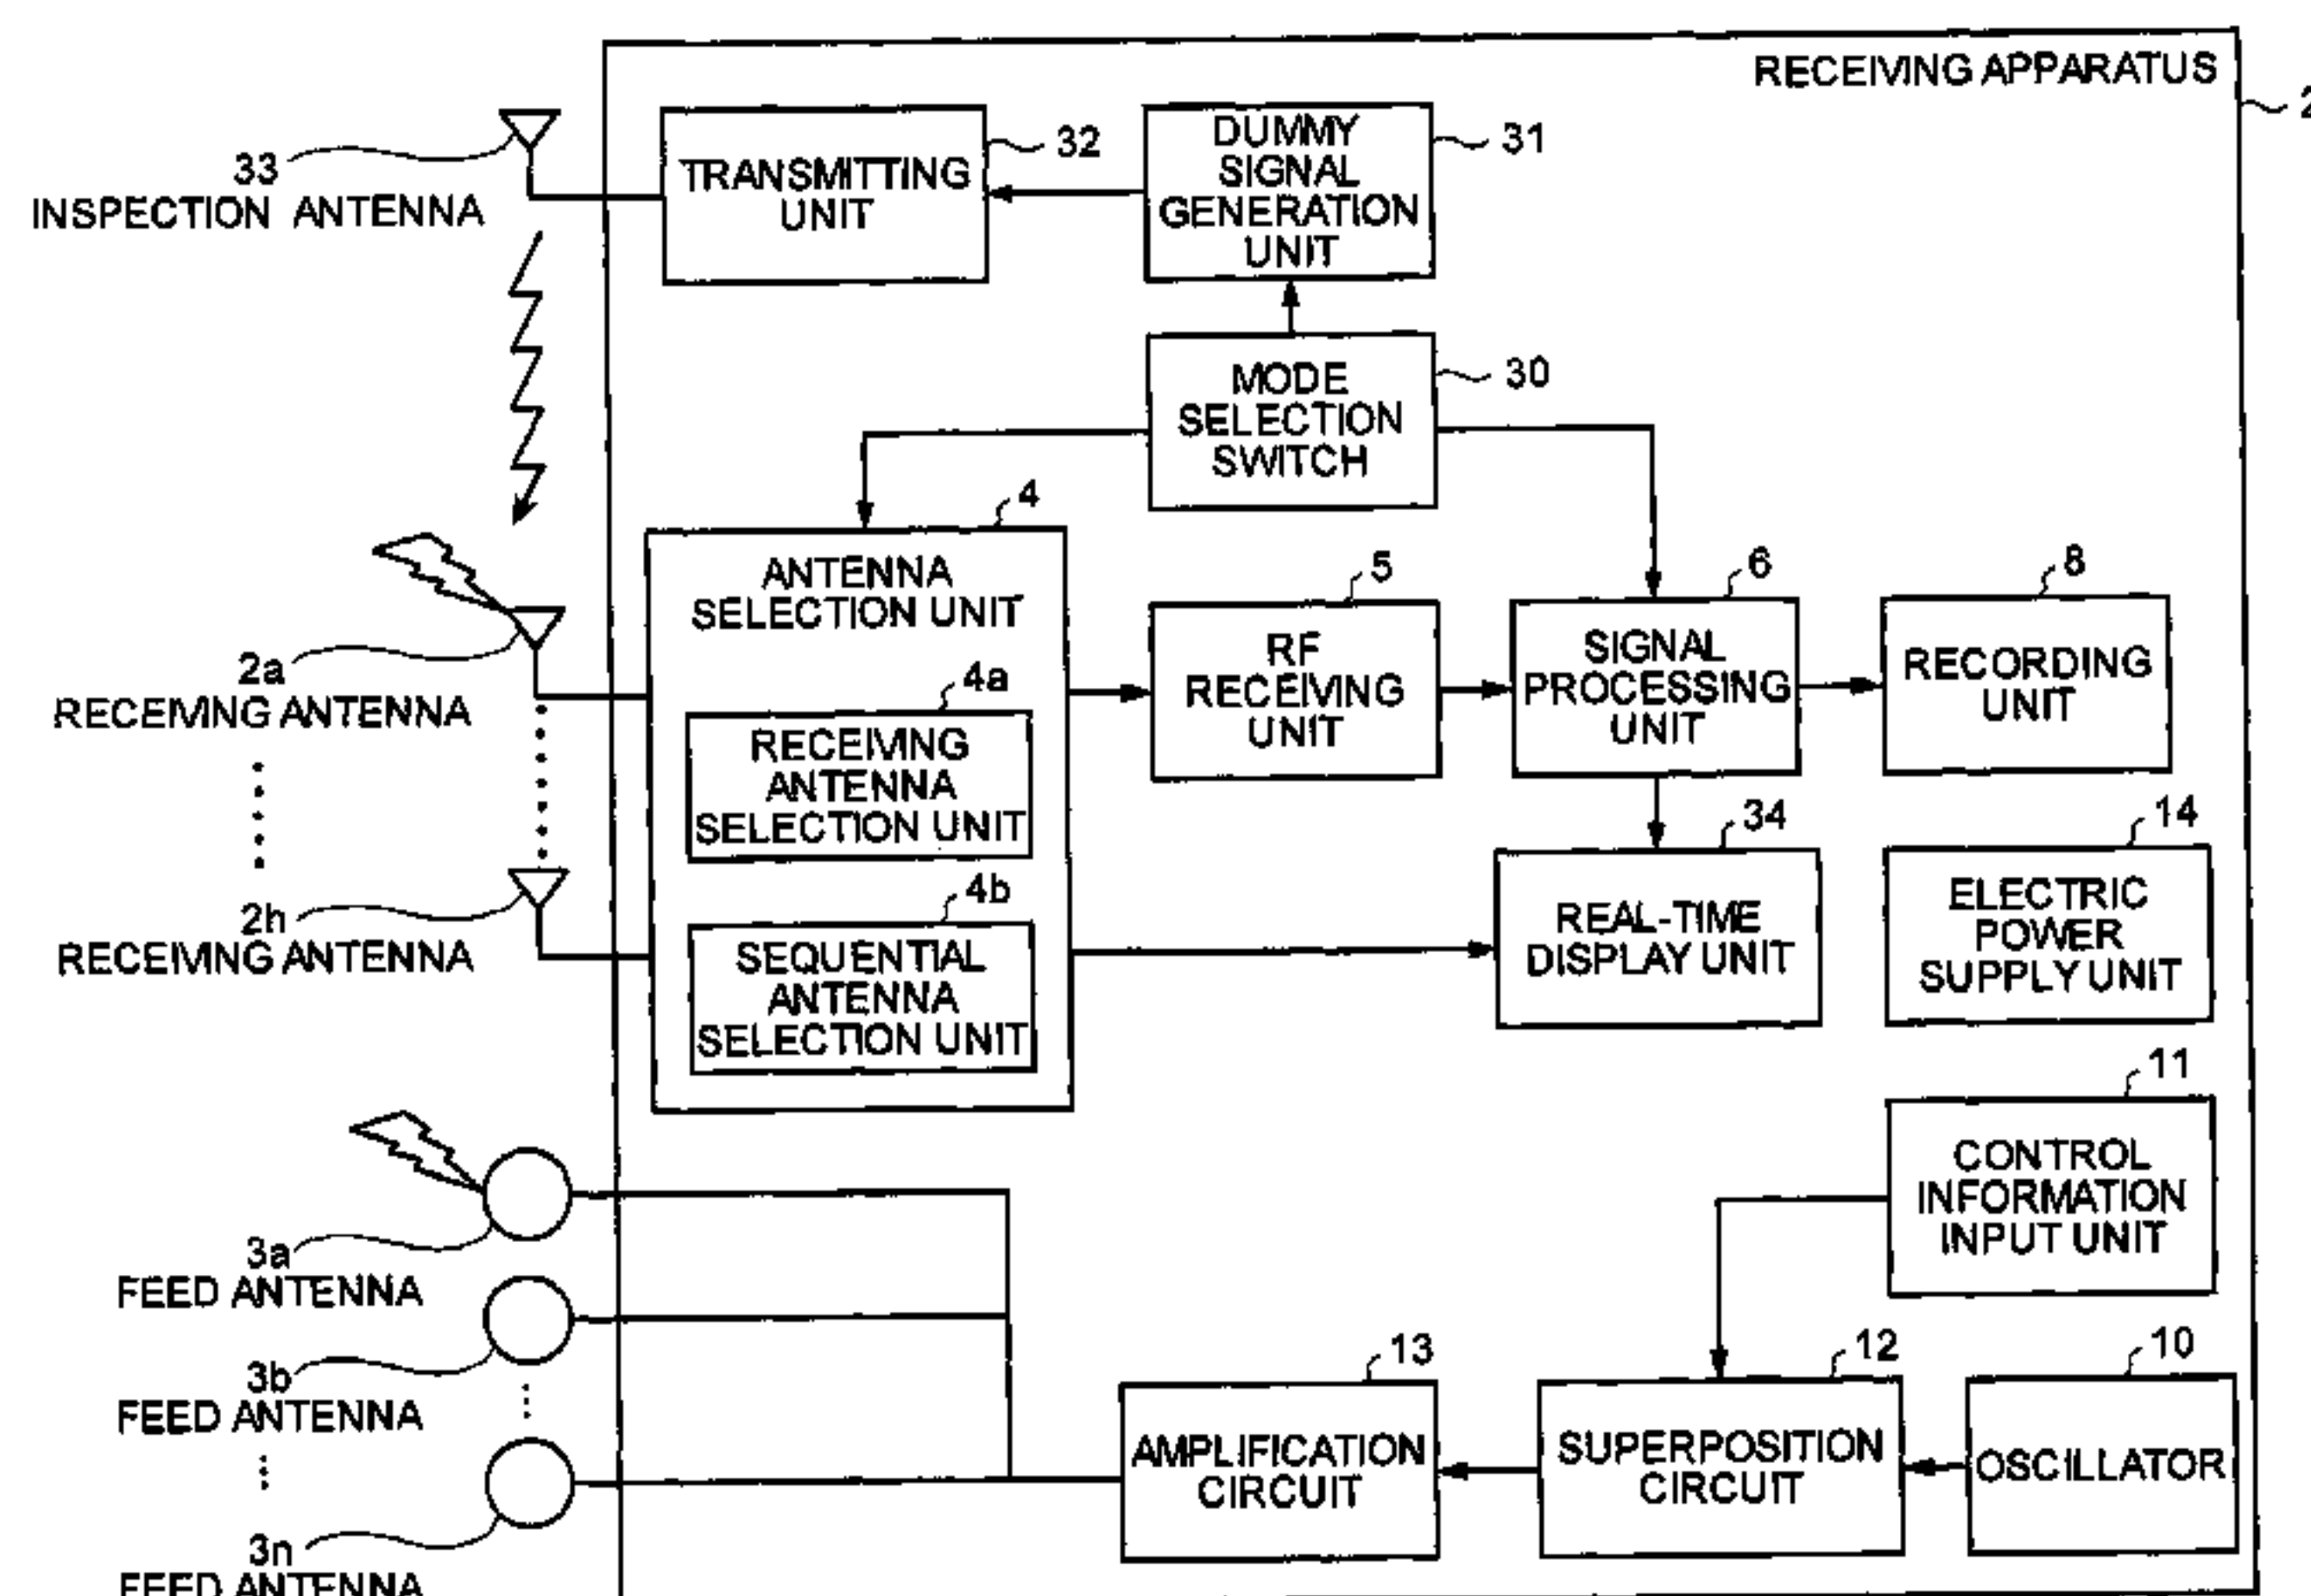 RECEIVING APPARATUS
2
33
INSPECTION ANTENNA
32
TRANSMITTING
UNIT
31
DUMMY
SIGNAL
GENERATION
UNIT
30
MODE
SELECTION
SWITCH
4
ANTENNA
SELECTION UNIT
2a
RECEIVING ANTENNA
4a
RECEIVING
ANTENNA
SELECTION UNIT
5
RF
RECEIVING
UNIT
6
SIGNAL
PROCESSING
UNIT
8
RECORDING
UNIT
2h
RECEIVING ANTENNA
4b
SEQUENTIAL
ANTENNA
SELECTION UNIT
34
REAL-TIME
DISPLAY UNIT
14
ELECTRIC
POWER
SUPPLY UNIT
11
CONTROL
INFORMATION
INPUT UNIT
3a
FEED ANTENNA
3b
FEED ANTENNA
3n
FEED ANTENNA
13
AMPLIFICATION
CIRCUIT
12
SUPERPOSITION
CIRCUIT
10
OSCILLATOR